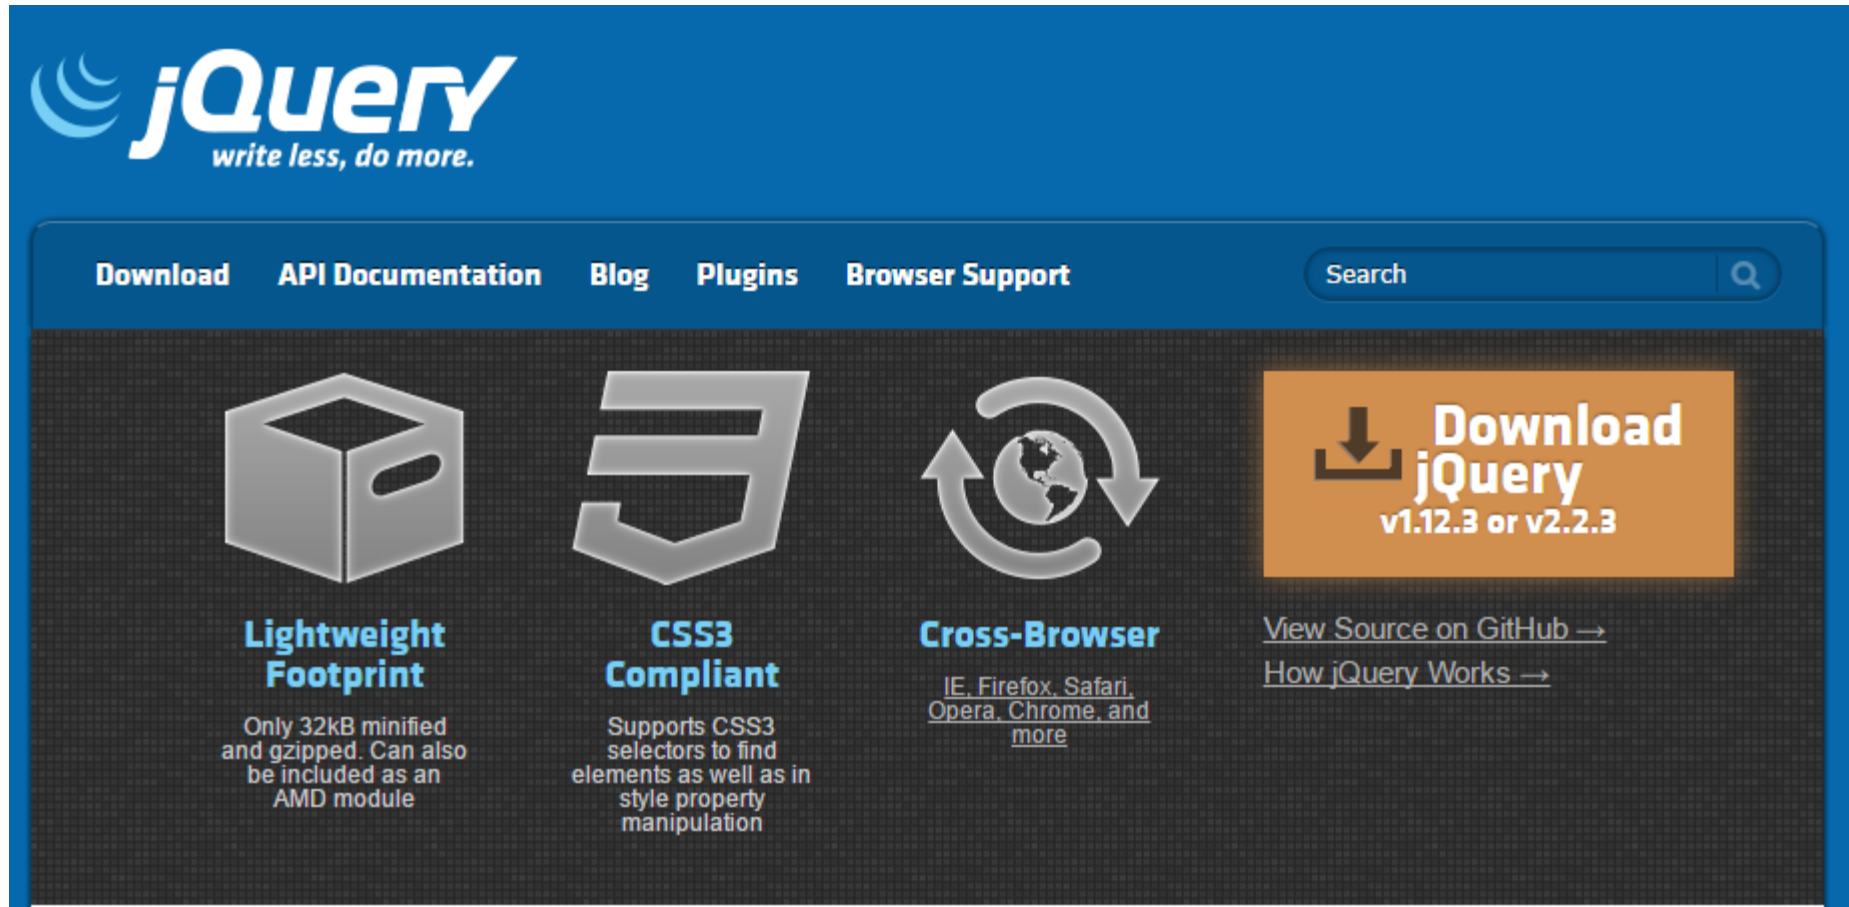 jQuery
write less, do more.
Download API Documentation Blog Plugins Browser Support Search
Lightweight
Footprint
Only 32kB minified
and gzipped. Can also
be included as an
AMD module
CSS3
Compliant
Supports CSS3
selectors to find
elements as well as in
style property
manipulation
Cross-Browser
IE, Firefox, Safari,
Opera, Chrome, and
more
Download
jQuery
v1.12.3 or v2.2.3
View Source on GitHub →
How jQuery Works →